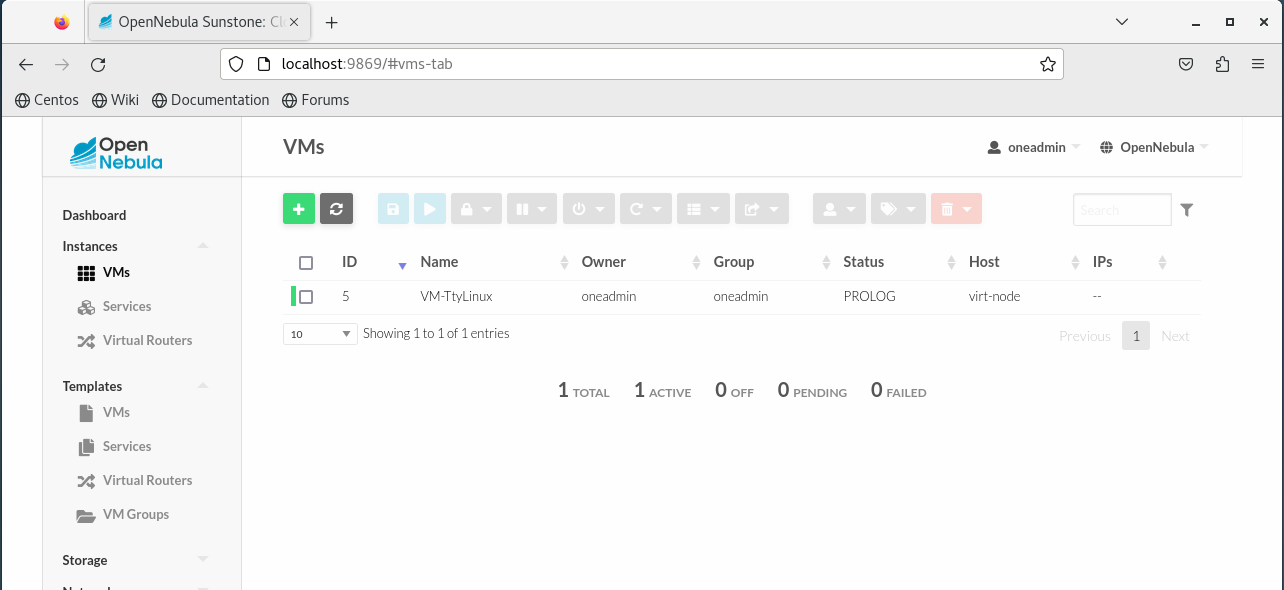 OpenNebula Sunstone: Cl
localhost:9869/#vms-tab
Centos Wiki Documentation Forums
Open
Nebula
VMs
oneadmin OpenNebula
Dashboard
Instances
VMs
Services
Virtual Routers
Templates
VMs
Services
Virtual Routers
VM Groups
Storage
Search
ID Name Owner Group Status Host IPs
5 VM-TtyLinux oneadmin oneadmin PROLOG virt-node --
10 Showing 1 to 1 of 1 entries
Previous 1 Next
1 TOTAL 1 ACTIVE 0 OFF 0 PENDING 0 FAILED